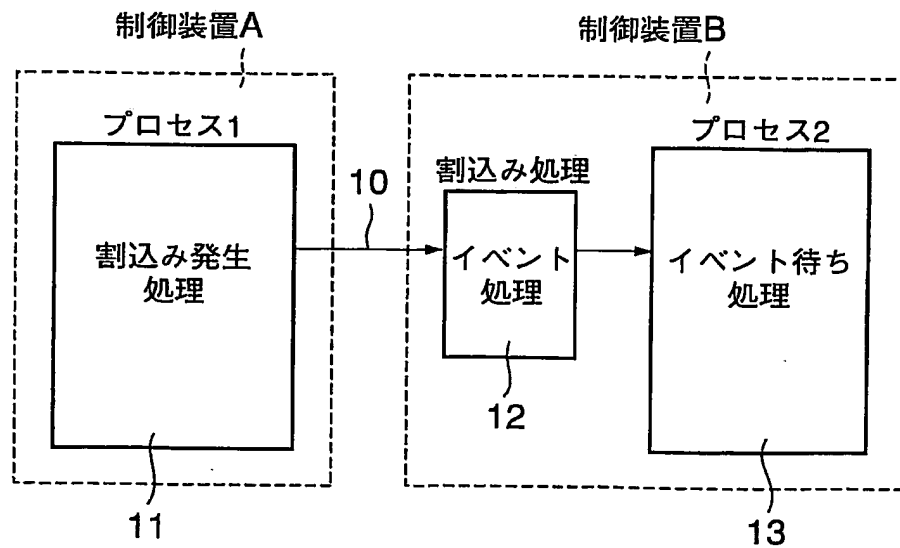 制御装置A
制御装置B
プロセス1
プロセス2
割込み処理
10
割込み発生
処理
イベント
処理
イベント待ち
処理
12
11
13